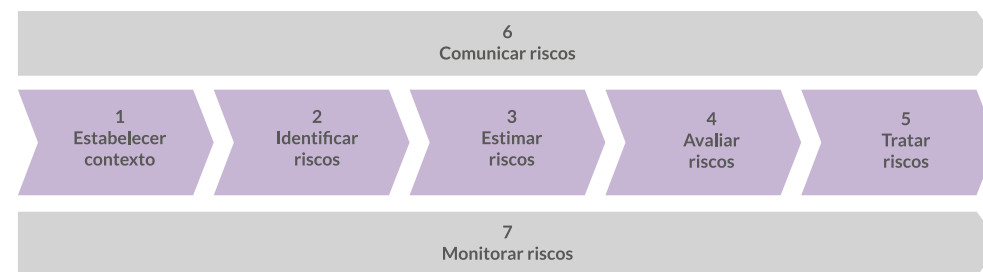 6
Comunicar riscos
1
Estabelecer
contexto
2
Identificar
riscos
3
Estimar
riscos
4
Avaliar
riscos
5
Tratar
riscos
7
Monitorar riscos